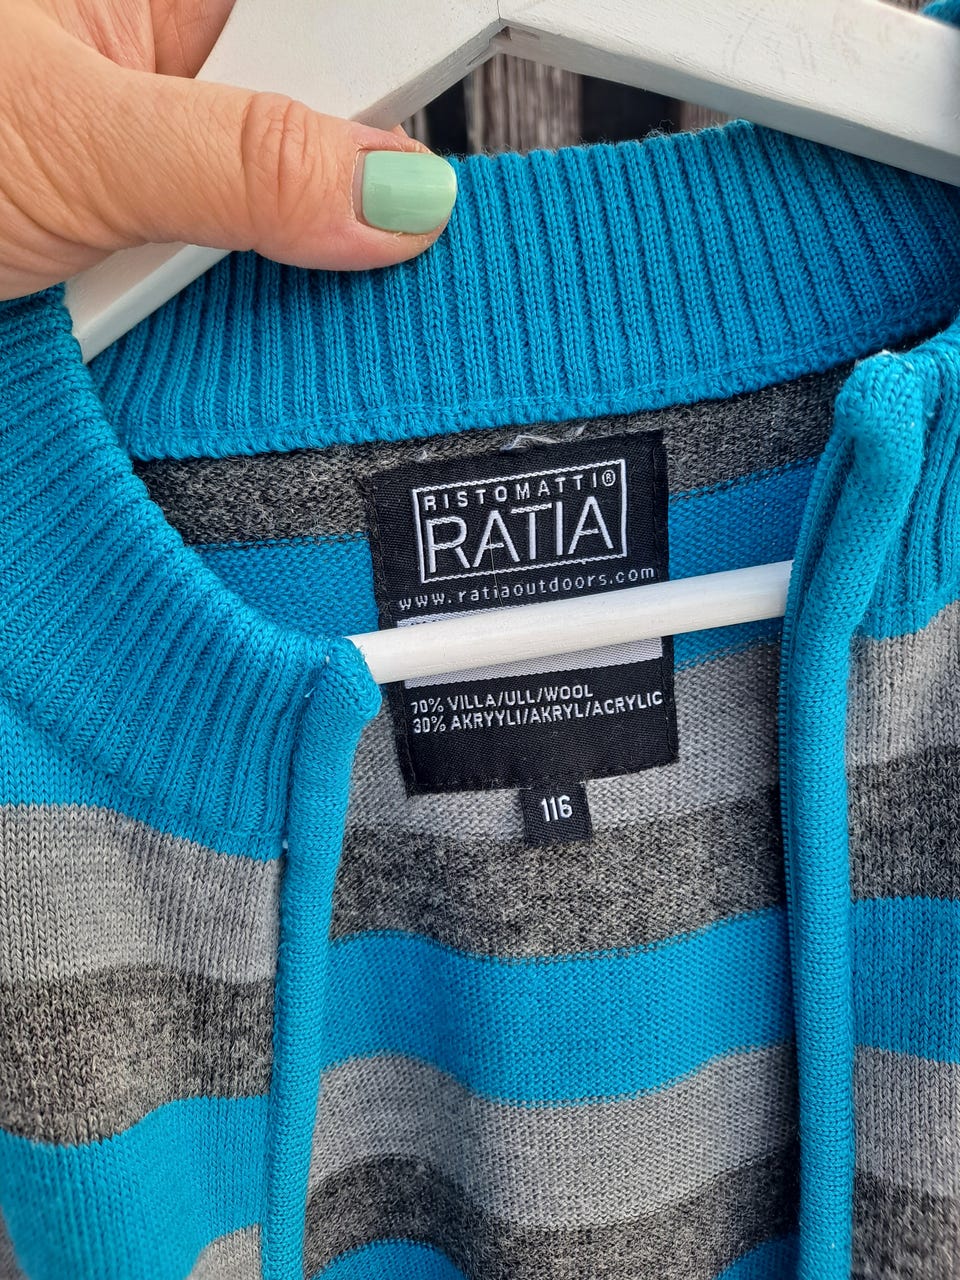 RISTOMATTI®
RATIA
www.ratiaoutdoors.com
70% VILLA/ULL/WOOL
30% AKRYYLI/AKRYL/ACRYLIC
116